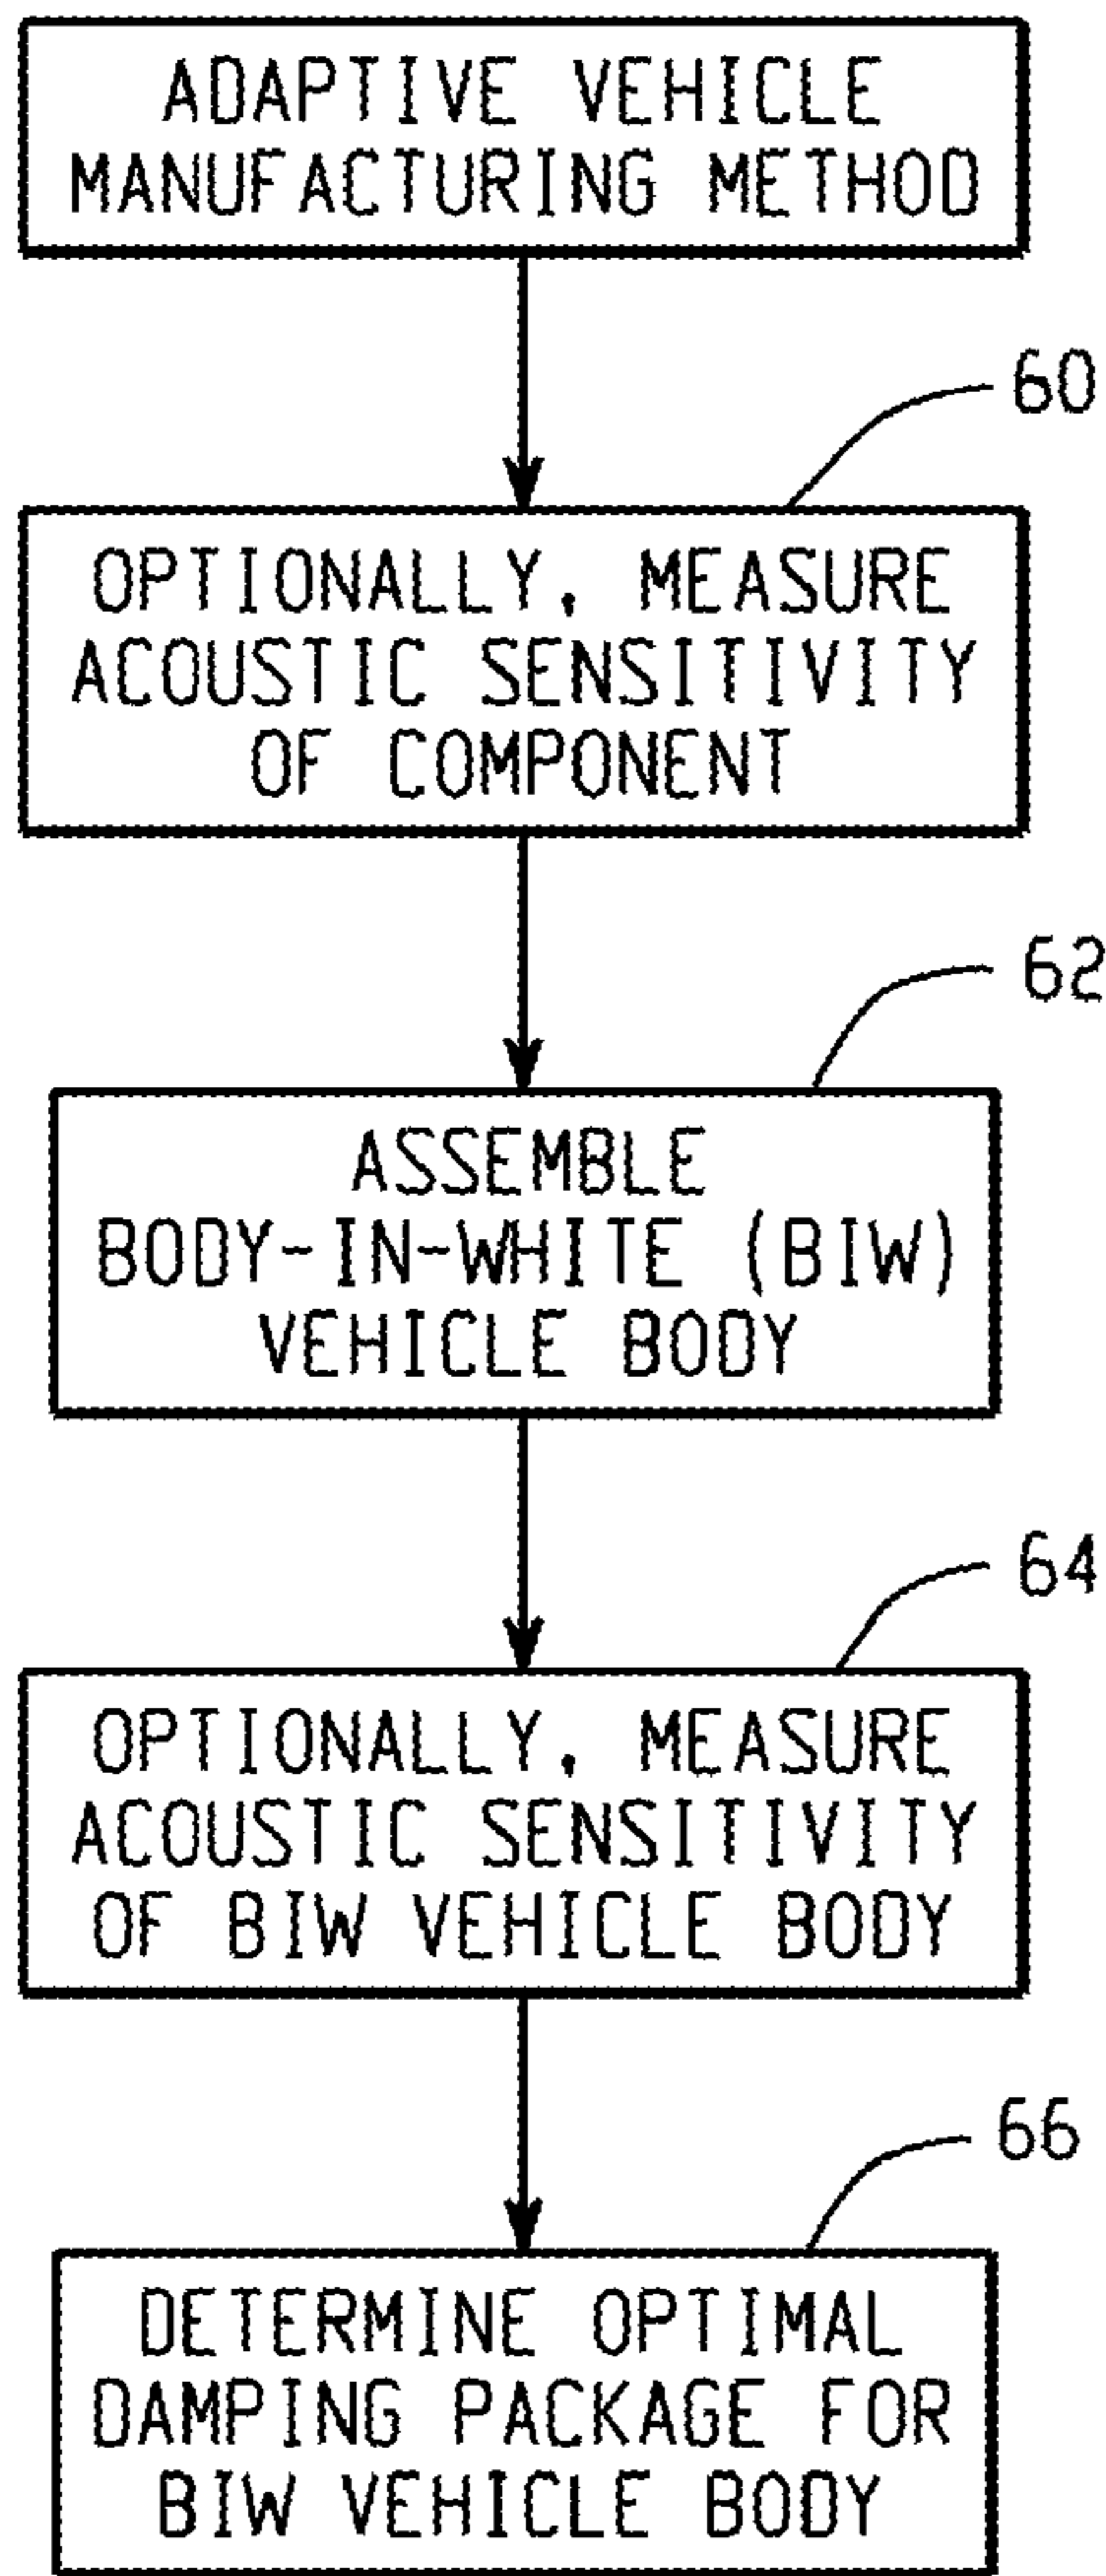 ADAPTIVE VEHICLE
MANUFACTURING METHOD
60
OPTIONALLY, MEASURE
ACOUSTIC SENSITIVITY
OF COMPONENT
62
ASSEMBLE
BODY-IN-WHITE (BIW)
VEHICLE BODY
64
OPTIONALLY, MEASURE
ACOUSTIC SENSITIVITY
OF BIW VEHICLE BODY
66
DETERMINE OPTIMAL
DAMPING PACKAGE FOR
BIW VEHICLE BODY